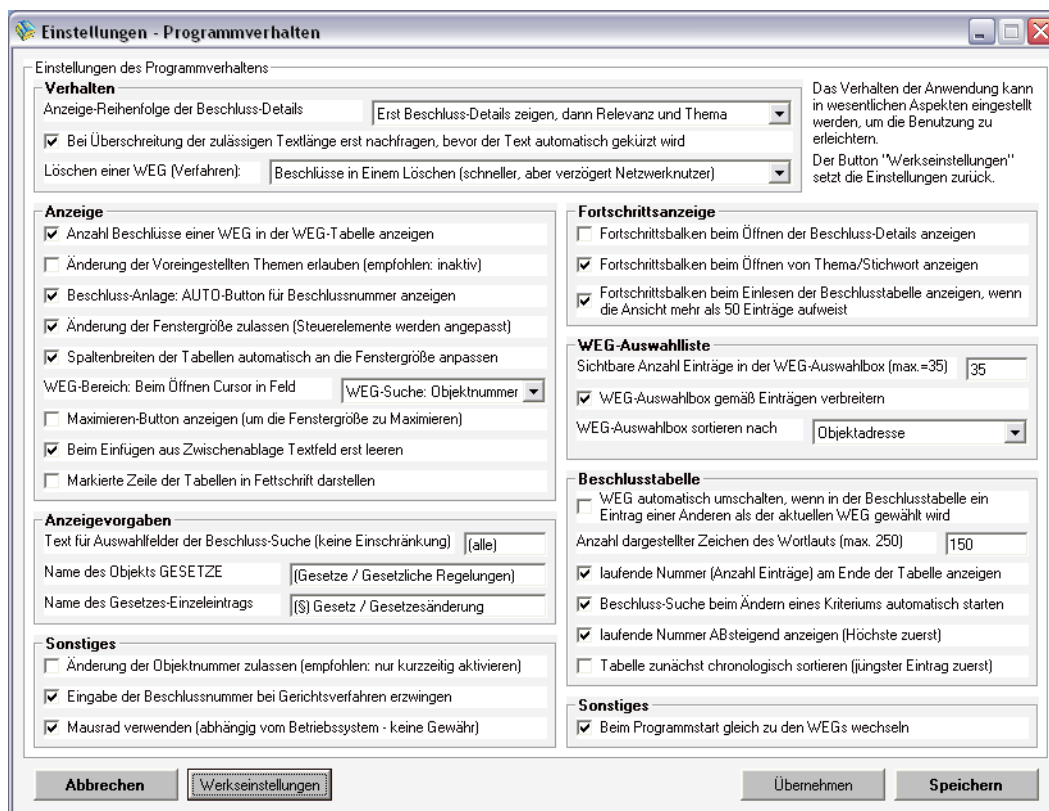 Einstellungen - Programmverhalten
Einstellungen des Programmverhaltens
Verhalten
Anzeige-Reihenfolge der Beschluss-Details
Erst Beschluss-Details zeigen, dann Relevanz und Thema
Bei Überschreitung der zulässigen Textlänge erst nachfragen, bevor der Text automatisch gekürzt wird
Löschen einer WEG (Verfahren):
Beschlüsse in Einem Löschen (schneller, aber verzögert Netzwerknutzer)
Das Verhalten der Anwendung kann
in wesentlichen Aspekten eingestellt
werden, um die Benutzung zu
erleichtern.
Der Button "Werkseinstellungen"
setzt die Einstellungen zurück.
Anzeige
Anzahl Beschlüsse einer WEG in der WEG-Tabelle anzeigen
Änderung der Voreingestellten Themen erlauben (empfohlen: inaktiv)
Beschluss-Anlage: AUTO-Button für Beschlussnummer anzeigen
Änderung der Fenstergröße zulassen (Steuerelemente werden angepasst)
Spaltenbreiten der Tabellen automatisch an die Fenstergröße anpassen
WEG-Bereich: Beim Öffnen Cursor in Feld
WEG-Suche: Objektnummer
Maximieren-Button anzeigen (um die Fenstergröße zu Maximieren)
Beim Einfügen aus Zwischenablage Textfeld erst leeren
Markierte Zeile der Tabellen in Fettschrift darstellen
Anzeigevorgaben
Text für Auswahlfelder der Beschluss-Suche (keine Einschränkung)
(alle)
Name des Objekts GESETZE
(Gesetze / Gesetzliche Regelungen)
Name des Gesetzes-Einzeleintrags
(§) Gesetz / Gesetzesänderung
Sonstiges
Änderung der Objektnummer zulassen (empfohlen: nur kurzzeitig aktivieren)
Eingabe der Beschlussnummer bei Gerichtsverfahren erzwingen
Mausrad verwenden (abhängig vom Betriebssystem - keine Gewähr)
Fortschrittsanzeige
Fortschrittsbalken beim Öffnen der Beschluss-Details anzeigen
Fortschrittsbalken beim Öffnen von Thema/Stichwort anzeigen
Fortschrittsbalken beim Einlesen der Beschlusstabelle anzeigen, wenn
die Ansicht mehr als 50 Einträge aufweist
WEG-Auswahlliste
Sichtbare Anzahl Einträge in der WEG-Auswahlbox (max.=35)
35
WEG-Auswahlbox gemäß Einträgen verbreitern
WEG-Auswahlbox sortieren nach
Objektadresse
Beschlusstabelle
WEG automatisch umschalten, wenn in der Beschlusstabelle ein
Eintrag einer Anderen als der aktuellen WEG gewählt wird
Anzahl dargestellter Zeichen des Wortlauts (max. 250)
150
laufende Nummer (Anzahl Einträge) am Ende der Tabelle anzeigen
Beschluss-Suche beim Ändern eines Kriteriums automatisch starten
laufende Nummer ABsteigend anzeigen (Höchste zuerst)
Tabelle zunächst chronologisch sortieren (jüngster Eintrag zuerst)
Sonstiges
Beim Programmstart gleich zu den WEGs wechseln
Abbrechen
Werkseinstellungen
Übernehmen
Speichern